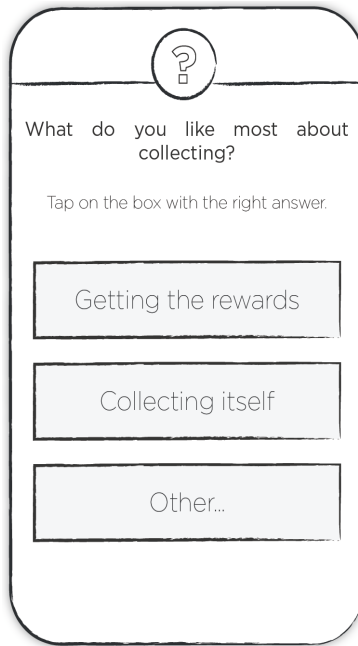 ?
What do you like most about
collecting?
Tap on the box with the right answer.
Getting the rewards
Collecting itself
Other...